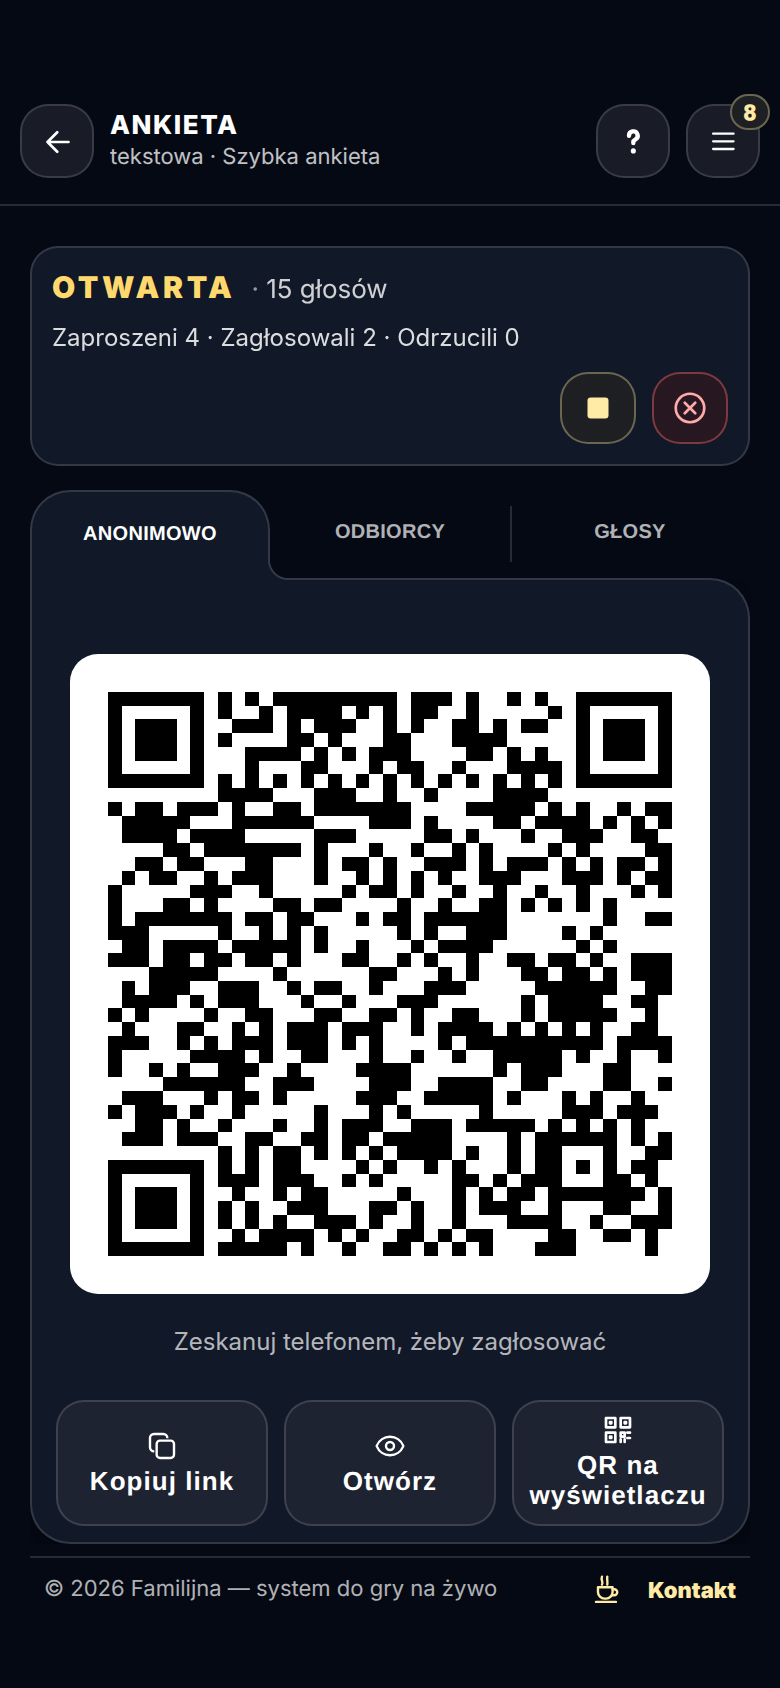 ANKIETA
tekstowa · Szybka ankieta
?
8
OTWARTA · 15 głosów
Zaproszeni 4 · Zagłosowali 2 · Odrzucili 0
ANONIMOWO
ODBIORCY
GŁOSY
Zeskanuj telefonem, żeby zagłosować
Kopiuj link
Otwórz
QR na
wyświetlaczu
© 2026 Familijna — system do gry na żywo
Kontakt